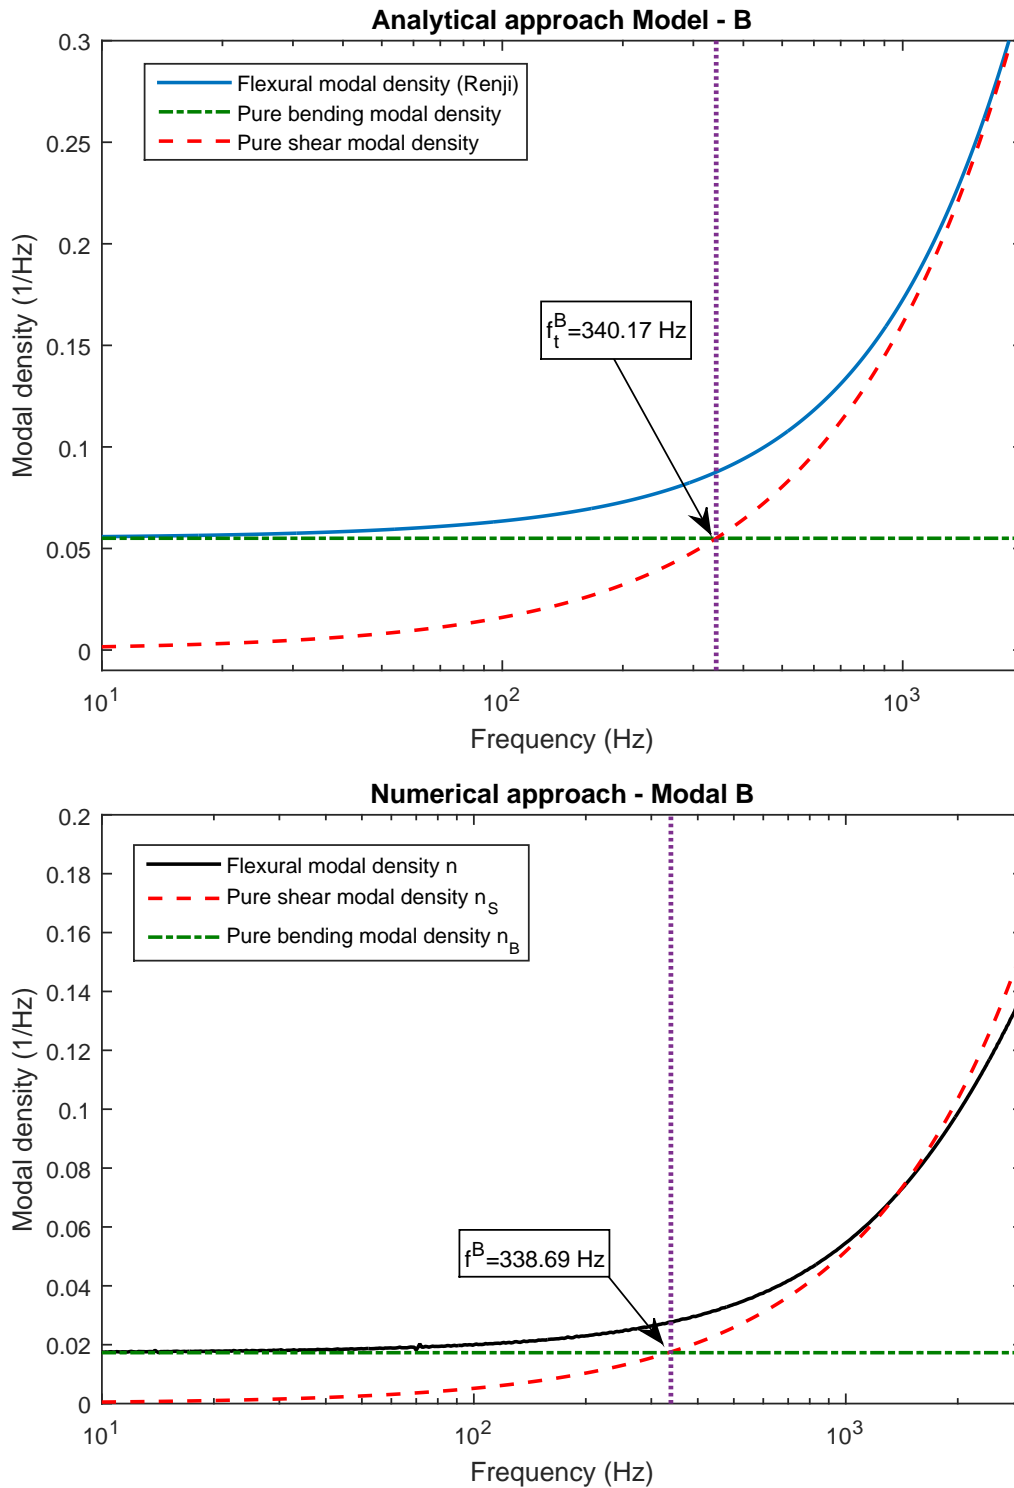 Analytical approach Model - B
0.3
0.25
0.2
0.15
0.1
0.05
0
Modal density (1/Hz)
Flexural modal density (Renji)
Pure bending modal density
Pure shear modal density
f_t^B=340.17 Hz
10^1
10^2
10^3
Frequency (Hz)
Numerical approach - Modal B
0.2
0.18
0.16
0.14
0.12
0.1
0.08
0.06
0.04
0.02
0
Modal density (1/Hz)
Flexural modal density n
Pure shear modal density n_S
Pure bending modal density n_B
f^B=338.69 Hz
10^1
10^2
10^3
Frequency (Hz)